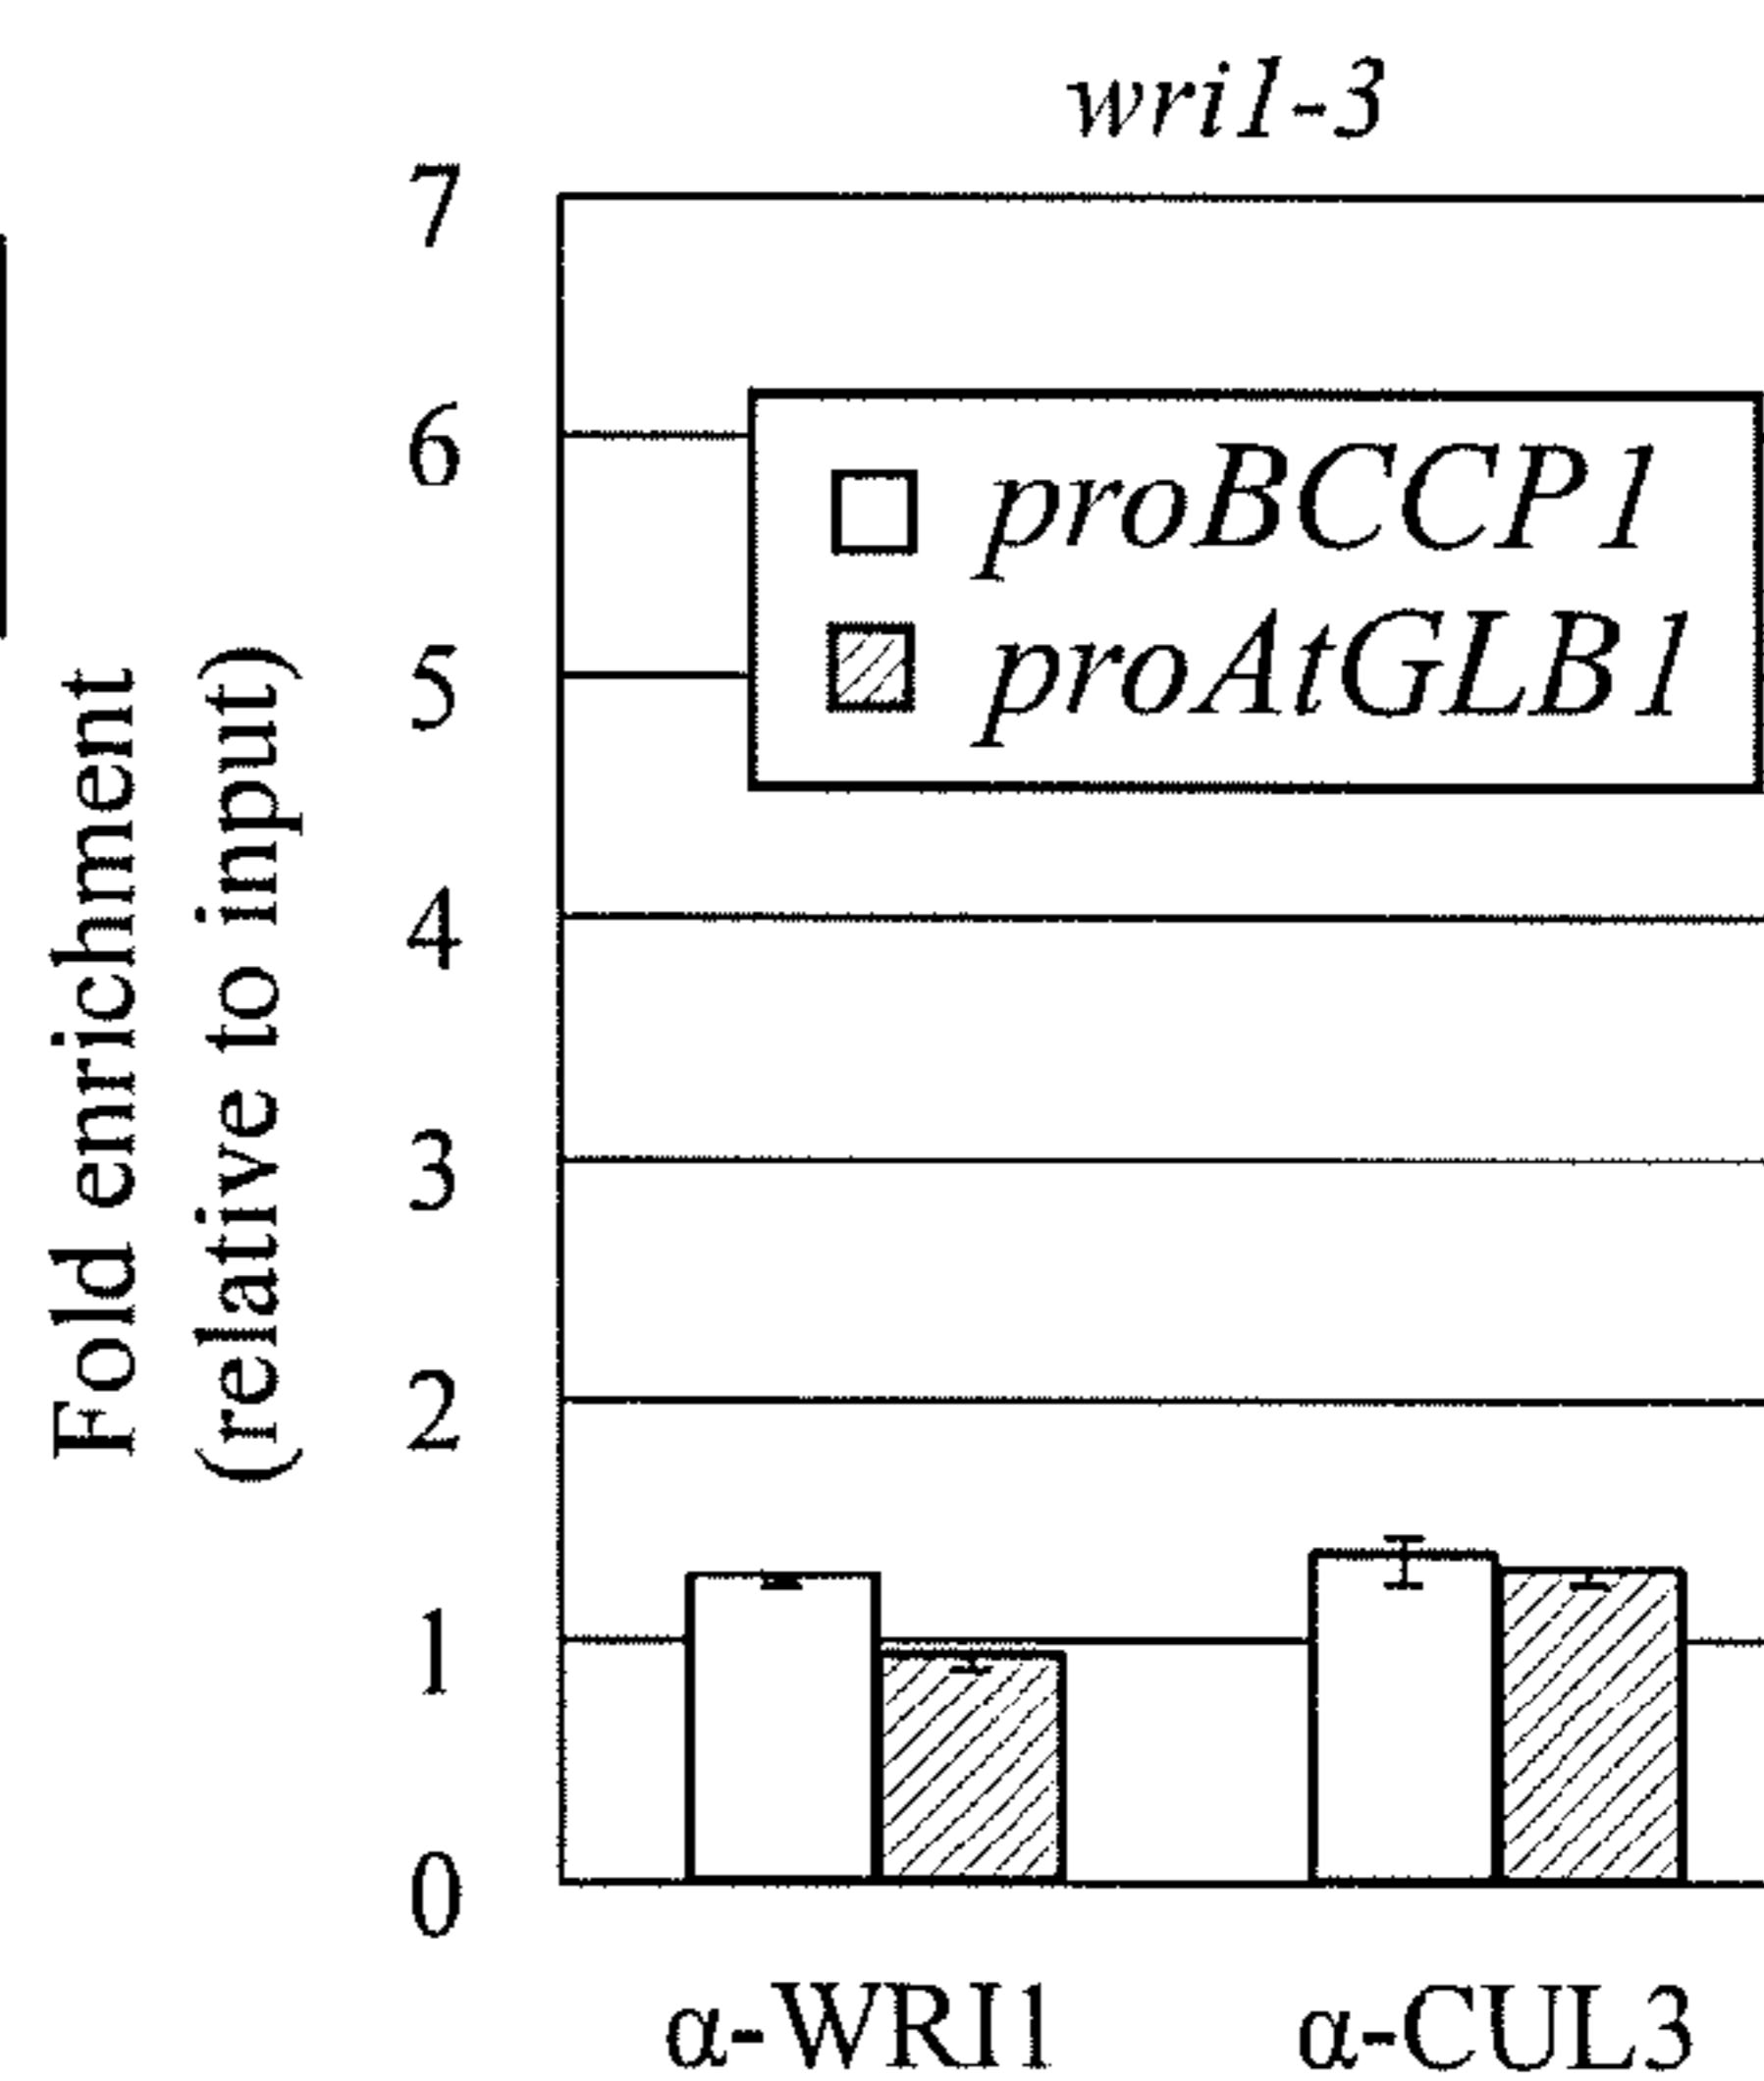 wri1-3
7
6
5
4
3
2
1
0
Fold enrichment
(relative to input)
proBCCP1
proAtGLB1
α-WRI1 α-CUL3